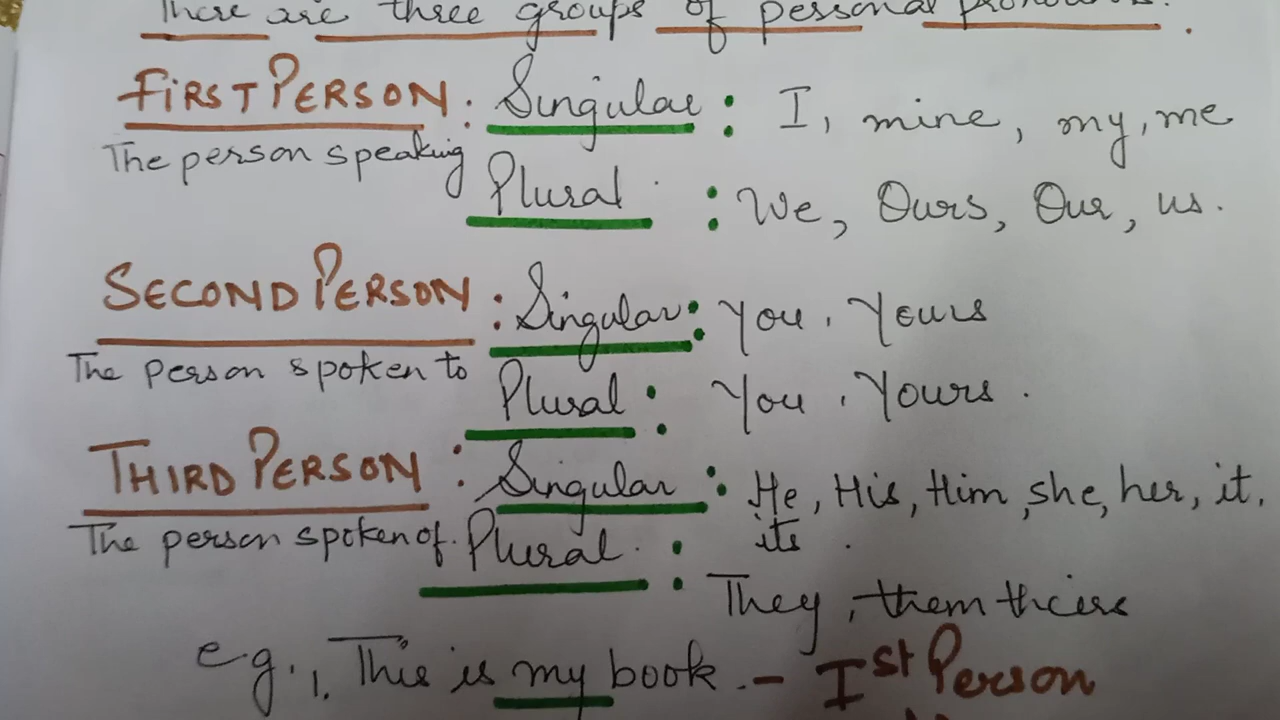 There are three groups of personal pronouns.
FIRST PERSON: Singular: I, mine, my, me
The person speaking
Plural : We, Ours, Our, us.
SECOND PERSON: Singular: You, Yours
The person spoken to
Plural: You, Yours.
THIRD PERSON: Singular: He, His, Him, she, her, it,
its.
The person spoken of. Plural:
They, them theirs
eg. 1. This is my book. - Ist Person